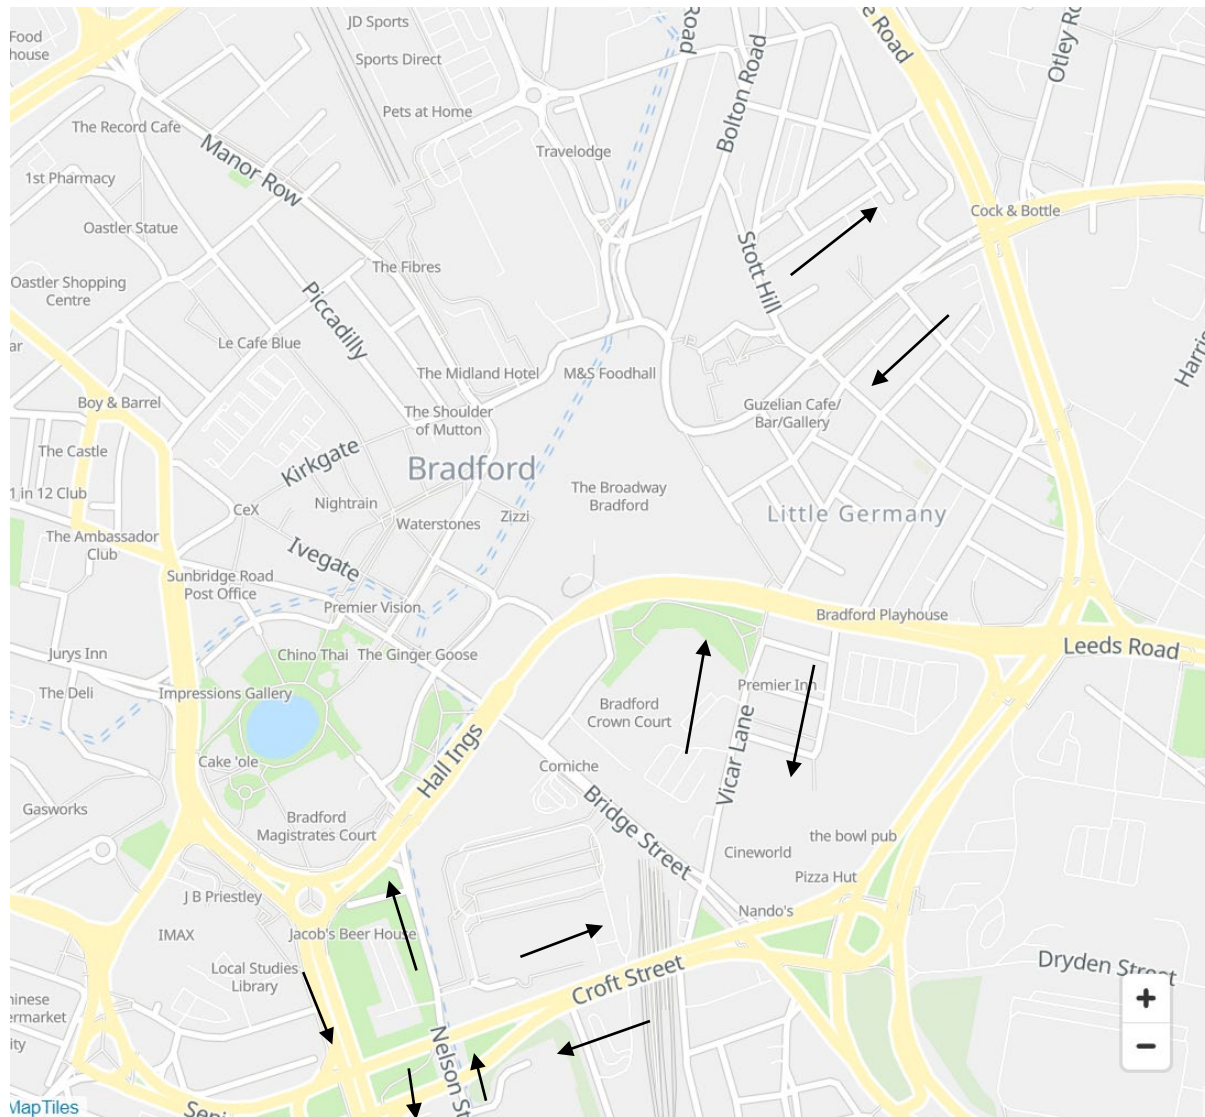 JD Sports
Food
house
Sports Direct
Pets at Home
The Record Cafe
Manor Row
1st Pharmacy
Travelodge
Road
Bolton Road
e Road
Otley Ro
Cock & Bottle
Oastler Statue
Stott Hill
The Fibres
Oastler Shopping
Centre
Piccadilly
Harris
ar
Le Cafe Blue
The Midland Hotel
M&S Foodhall
Boy & Barrel
The Shoulder
of Mutton
Guzelian Cafe/
Bar/Gallery
The Castle
Kirkgate
Bradford
1 in 12 Club
Nightrain
The Broadway
Bradford
CeX
Waterstones
Zizzi
Little Germany
The Ambassador
Club
Ivegate
Sunbridge Road
Post Office
Premier Vision
Bradford Playhouse
Leeds Road
Jurys Inn
Chino Thai
The Ginger Goose
The Deli
Impressions Gallery
Premier Inn
Bradford
Crown Court
Vicar Lane
Hall Ings
Cake 'ole
Corniche
Gasworks
Bradford
Magistrates Court
Bridge Street
the bowl pub
Cineworld
Pizza Hut
J B Priestley
Nando's
IMAX
Jacob's Beer House
Local Studies
Library
Croft Street
Dryden Street
hinese
ermarket
ity
Nelson St
+
−
MapTiles
Seni